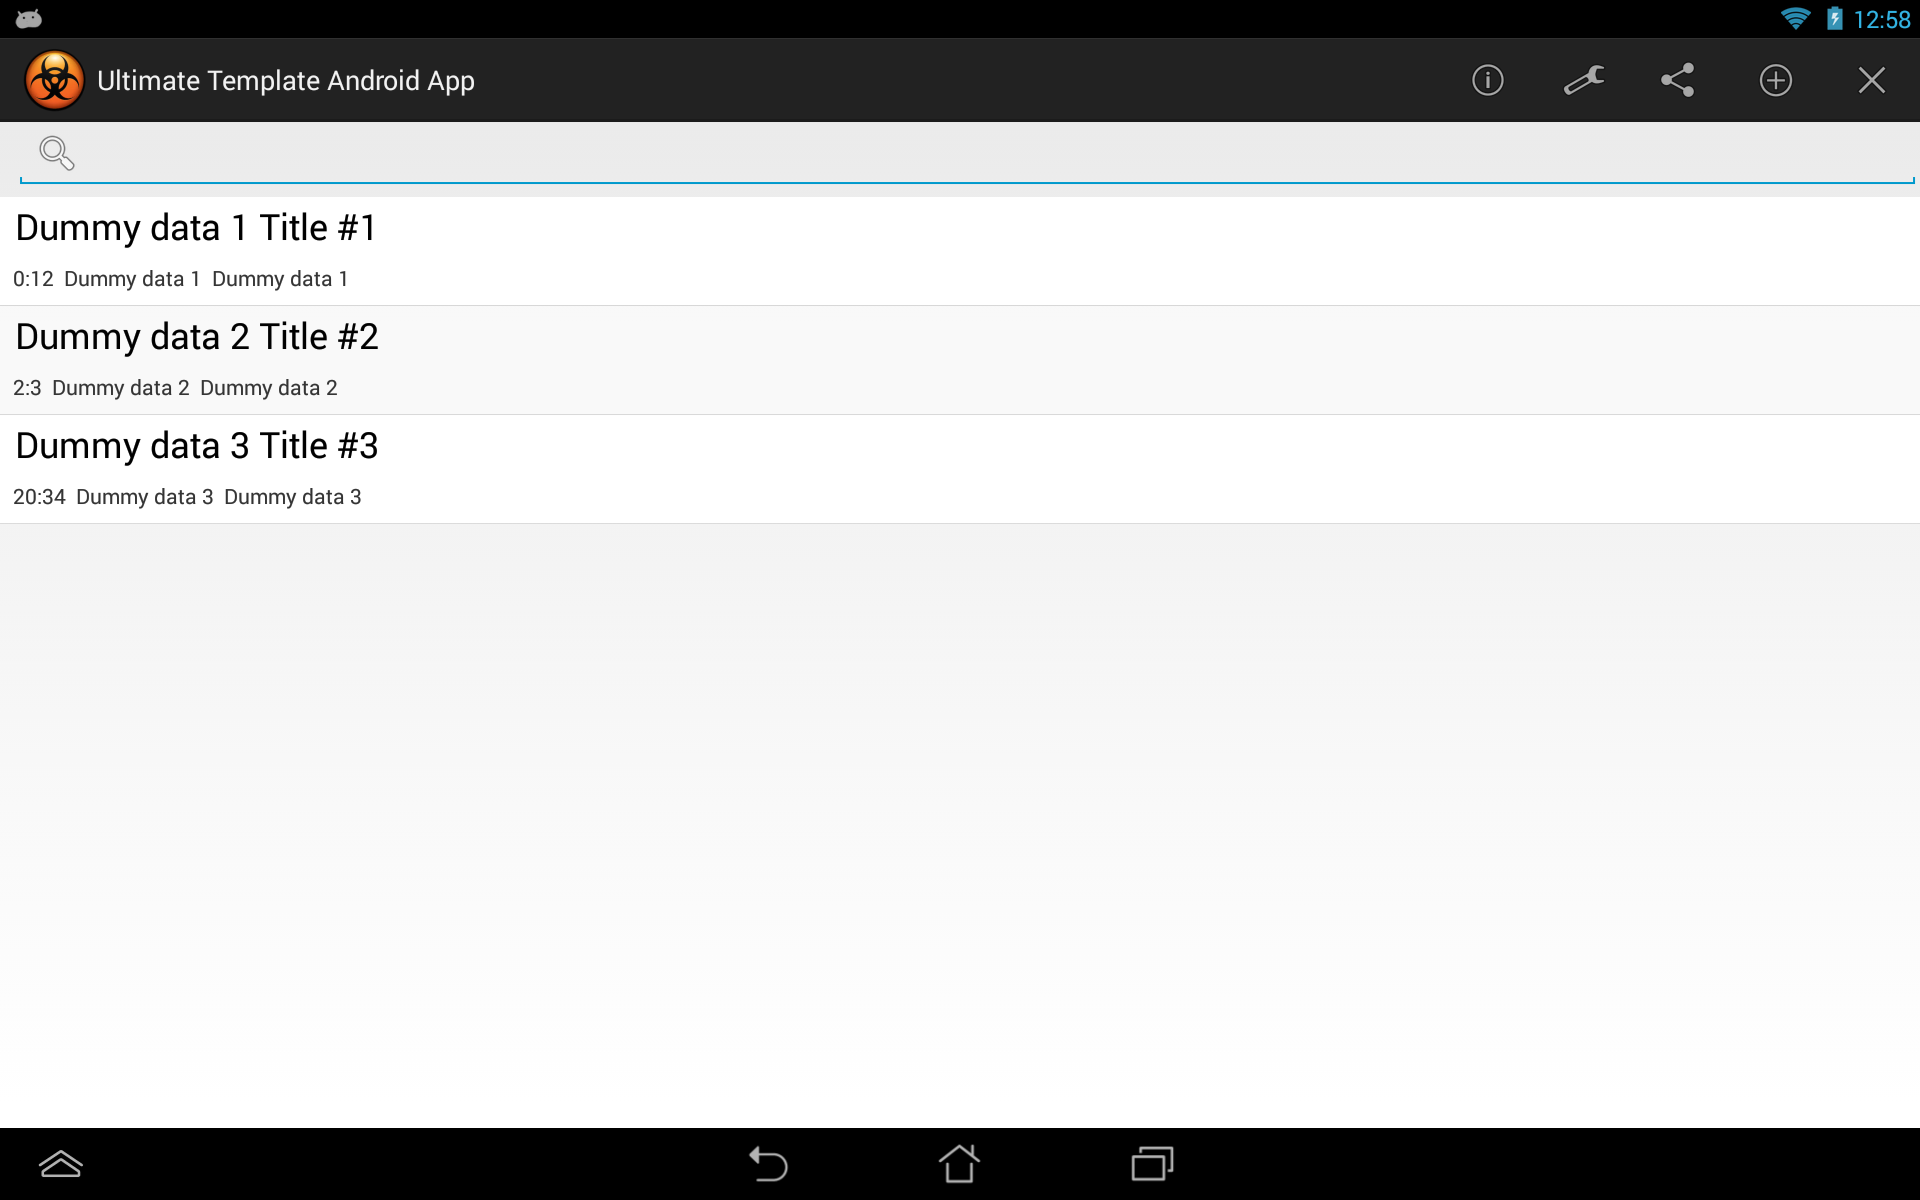 12:58
Ultimate Template Android App
Dummy data 1 Title #1
0:12 Dummy data 1 Dummy data 1
Dummy data 2 Title #2
2:3 Dummy data 2 Dummy data 2
Dummy data 3 Title #3
20:34 Dummy data 3 Dummy data 3